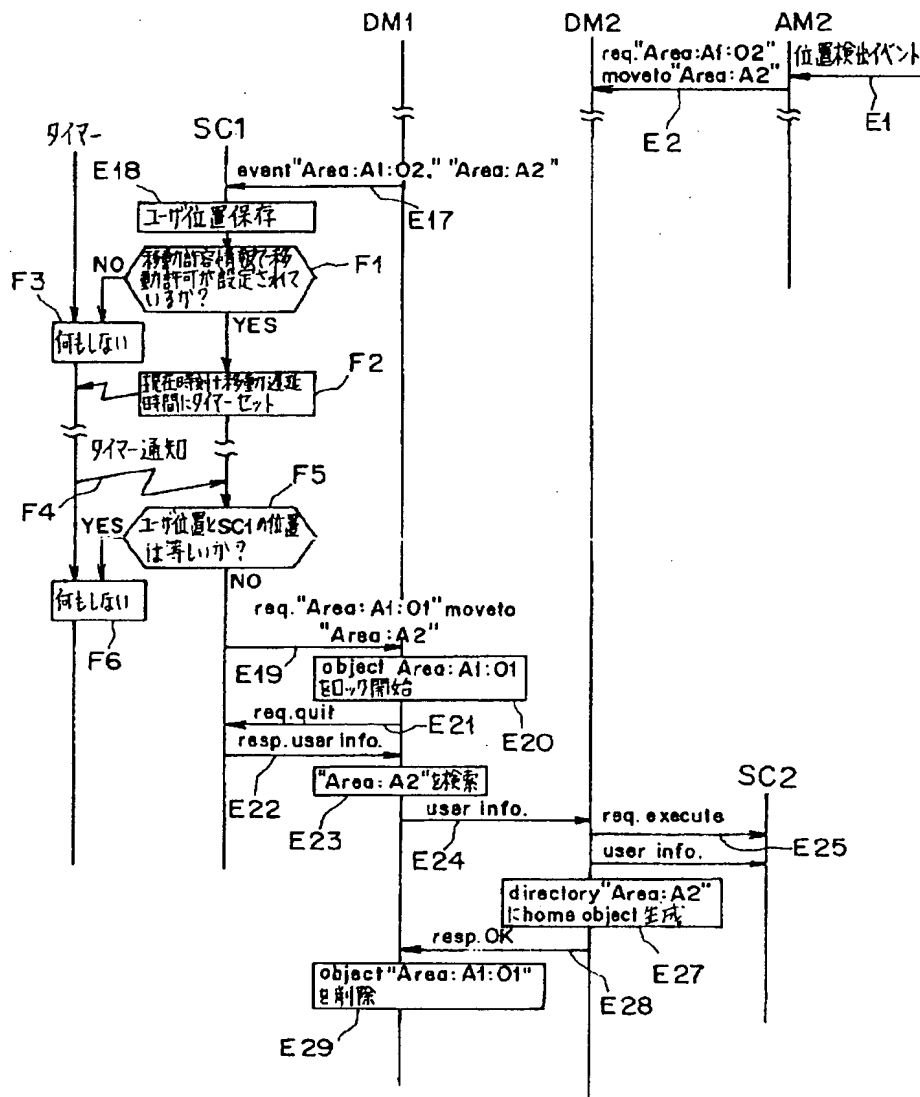 DM1
DM2
AM2
req."Area:A1:O2"
moveto"Area:A2"
位置検出イベント
E2
E1
タイマー
SC1
E18
event"Area:A1:O2," "Area:A2"
E17
ユーザ位置保存
NO
移動許容情報で移
動許可が設定されて
いるか?
F1
F3
YES
何もしない
F2
現在時刻+移動遅延
時間にタイマーセット
タイマー通知
F4
F5
YES
ユーザ位置とSC1の位置
は等しいか?
NO
何もしない
F6
req."Area:A1:O1"moveto
"Area:A2"
E19
object Area:A1:O1
をロック開始
E20
req.quit
E21
resp.user info.
E22
"Area:A2"を検索
E23
SC2
user info.
E24
req. execute
E25
user info.
directory"Area:A2"
にhome object生成
E27
resp.OK
E28
object"Area:A1:O1"
を削除
E29